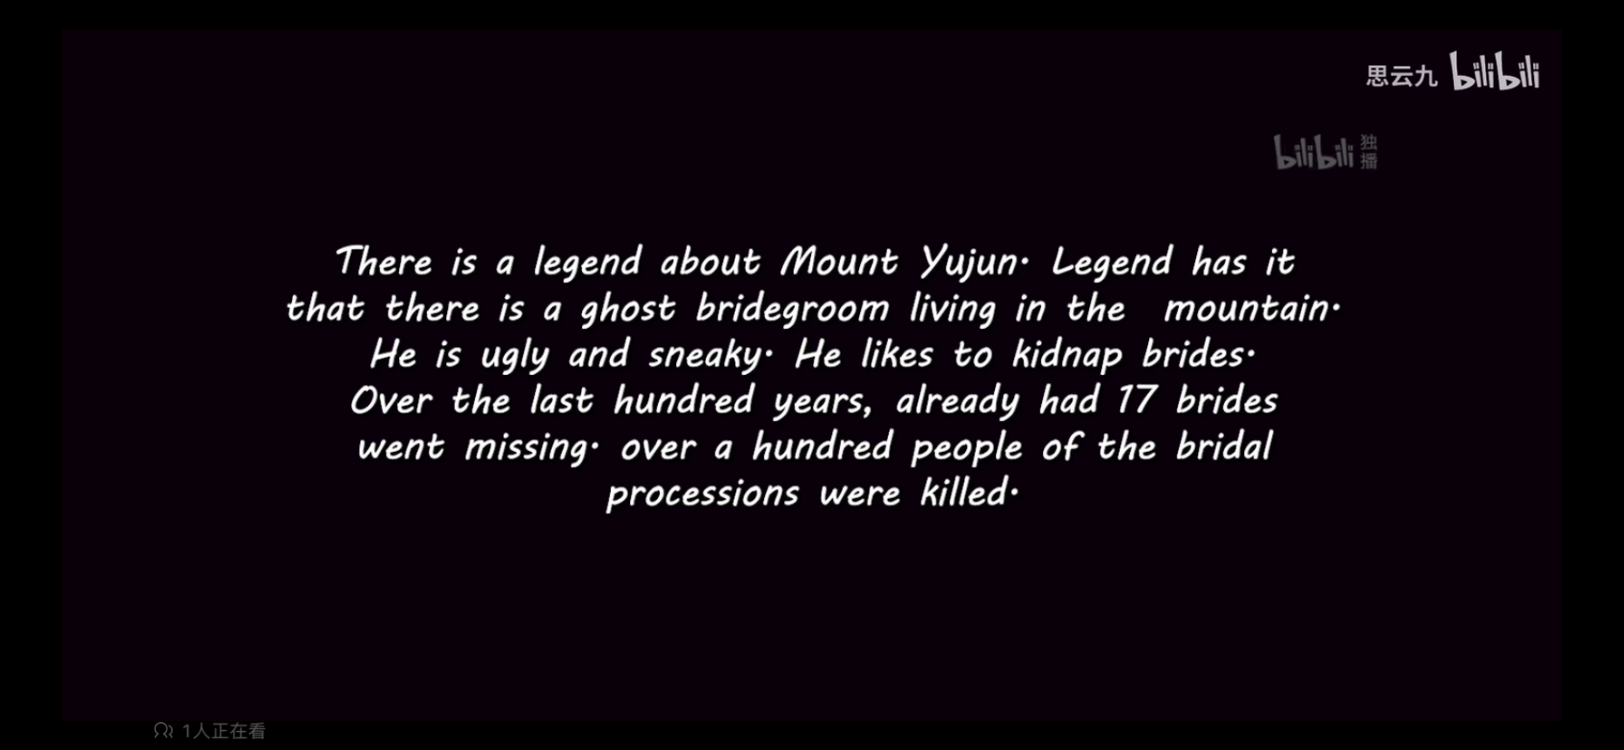 思云九 bilibili
bilibili 独播
There is a legend about Mount Yujun. Legend has it
that there is a ghost bridegroom living in the mountain.
He is ugly and sneaky. He likes to kidnap brides.
Over the last hundred years, already had 17 brides
went missing. over a hundred people of the bridal
processions were killed.
1人正在看